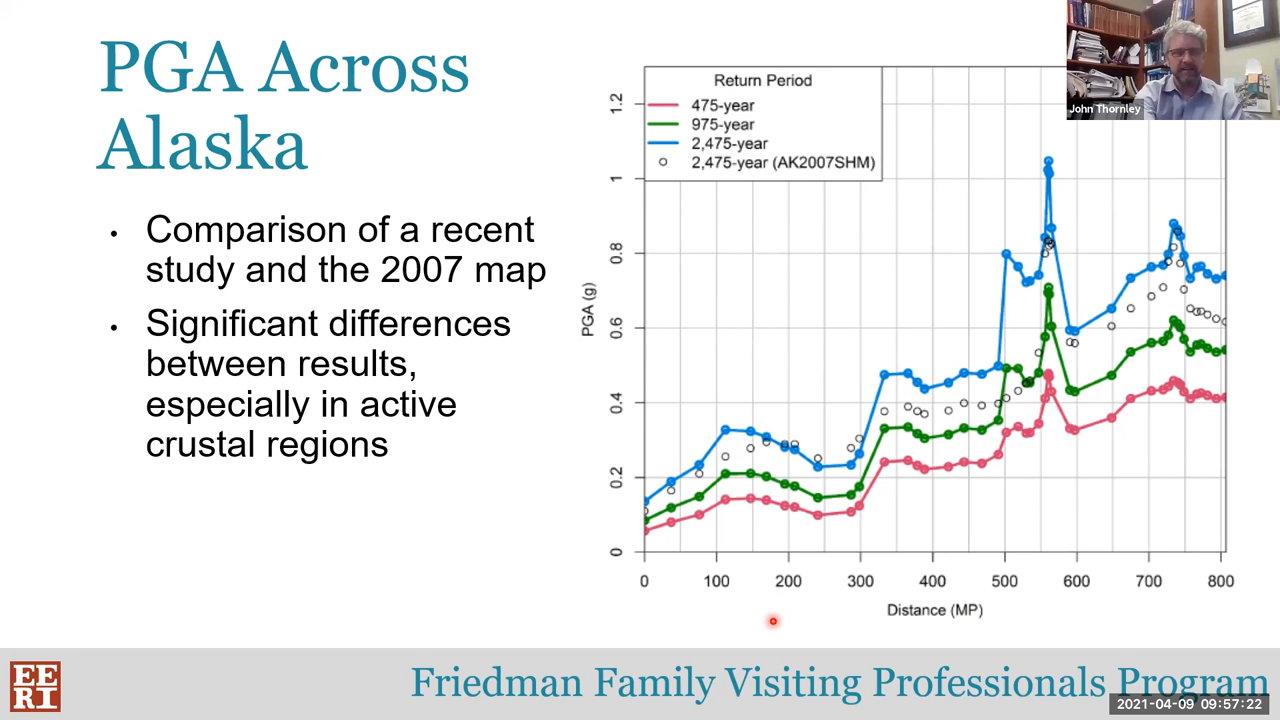 PGA Across
Alaska
• Comparison of a recent
study and the 2007 map
• Significant differences
between results,
especially in active
crustal regions
Return Period
475-year
975-year
2,475-year
2,475-year (AK2007SHM)
PGA (g)
1.2
1
0.8
0.6
0.4
0.2
0
0 100 200 300 400 500 600 700 800
Distance (MP)
John Thornley
EE
RI
Friedman Family Visiting Professionals Program
2021-04-09 09:57:22